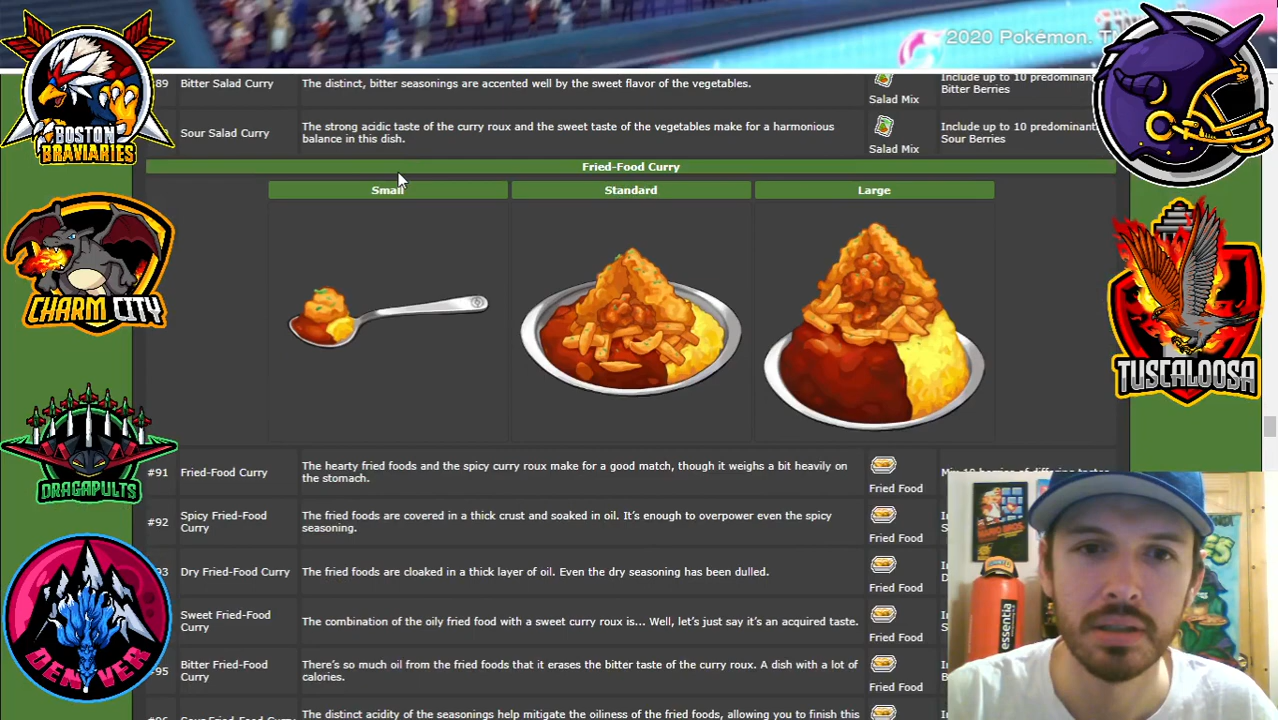 2020 Pokémon. T
89 Bitter Salad Curry The distinct, bitter seasonings are accented well by the sweet flavor of the vegetables. Salad Mix Include up to 10 predominan
Bitter Berries
Sour Salad Curry The strong acidic taste of the curry roux and the sweet taste of the vegetables make for a harmonious
balance in this dish. Salad Mix Include up to 10 predominan
Sour Berries
Fried-Food Curry
Small Standard Large
#91 Fried-Food Curry The hearty fried foods and the spicy curry roux make for a good match, though it weighs a bit heavily on
the stomach. Fried Food
#92 Spicy Fried-Food
Curry The fried foods are covered in a thick crust and soaked in oil. It's enough to overpower even the spicy
seasoning. Fried Food
93 Dry Fried-Food Curry The fried foods are cloaked in a thick layer of oil. Even the dry seasoning has been dulled. Fried Food
Sweet Fried-Food
Curry The combination of the oily fried food with a sweet curry roux is... Well, let's just say it's an acquired taste. Fried Food
95 Bitter Fried-Food
Curry There's so much oil from the fried foods that it erases the bitter taste of the curry roux. A dish with a lot of
calories. Fried Food
The distinct acidity of the seasonings help mitigate the oiliness of the fried foods, allowing you to finish this
BOSTON
BRAVIARIES
CHARM CITY
DRAGAPULTS
DENVER
TUSCALOOSA
essentia